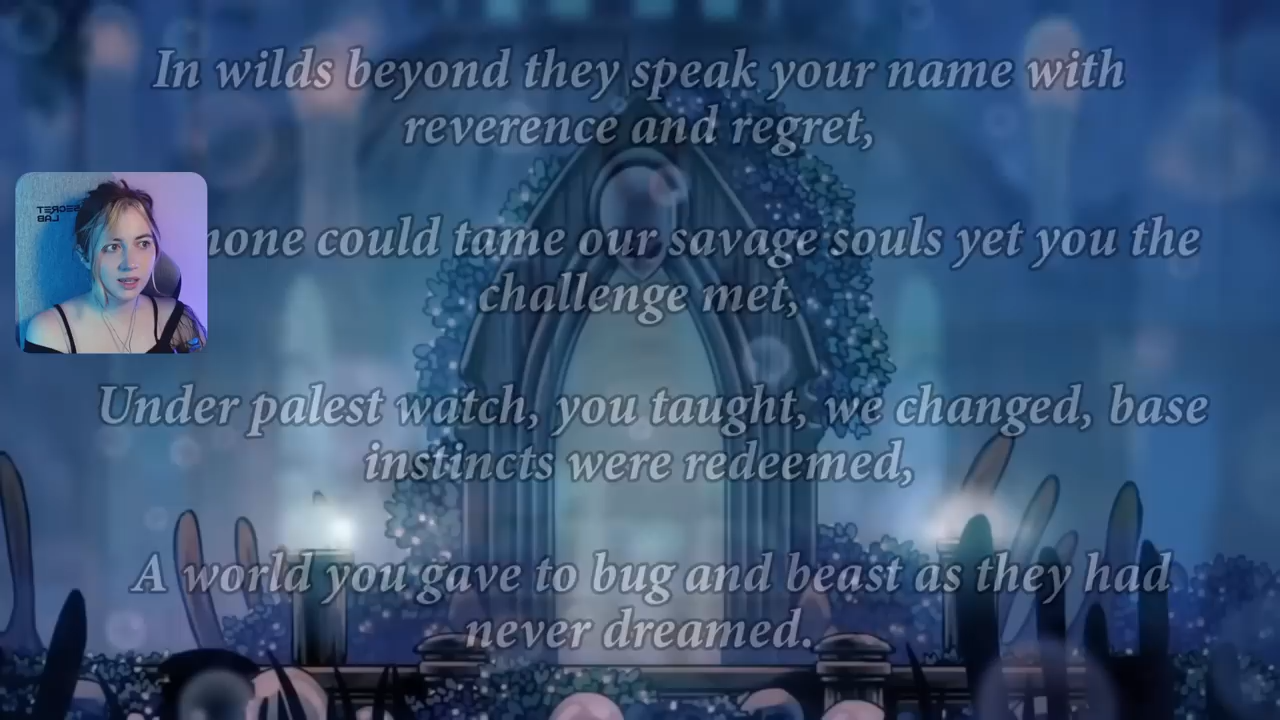 In wilds beyond they speak your name with
reverence and regret,
none could tame our savage souls yet you the
challenge met,
Under palest watch, you taught, we changed, base
instincts were redeemed,
A world you gave to bug and beast as they had
never dreamed.
SECRET
LAB